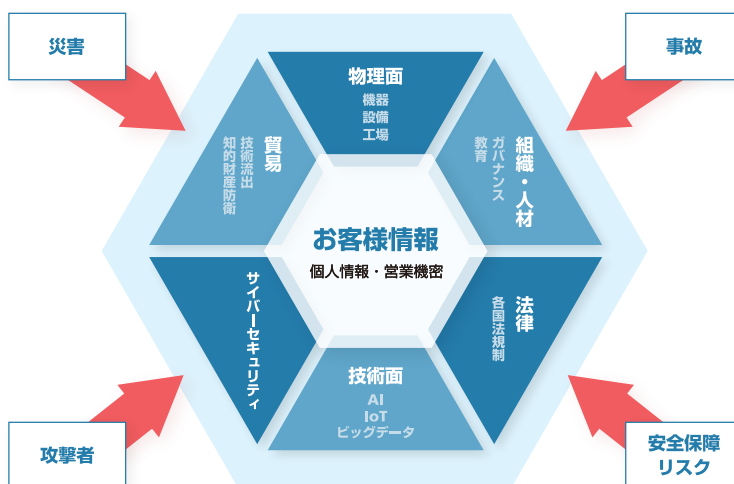 災害
事故
物理面
機器
設備
工場
貿易
技術流出
知的財産防衛
組織・人材
ガバナンス
教育
お客様情報
個人情報・営業機密
サイバーセキュリティ
法律
各国法規制
技術面
AI
IoT
ビッグデータ
攻撃者
安全保障
リスク